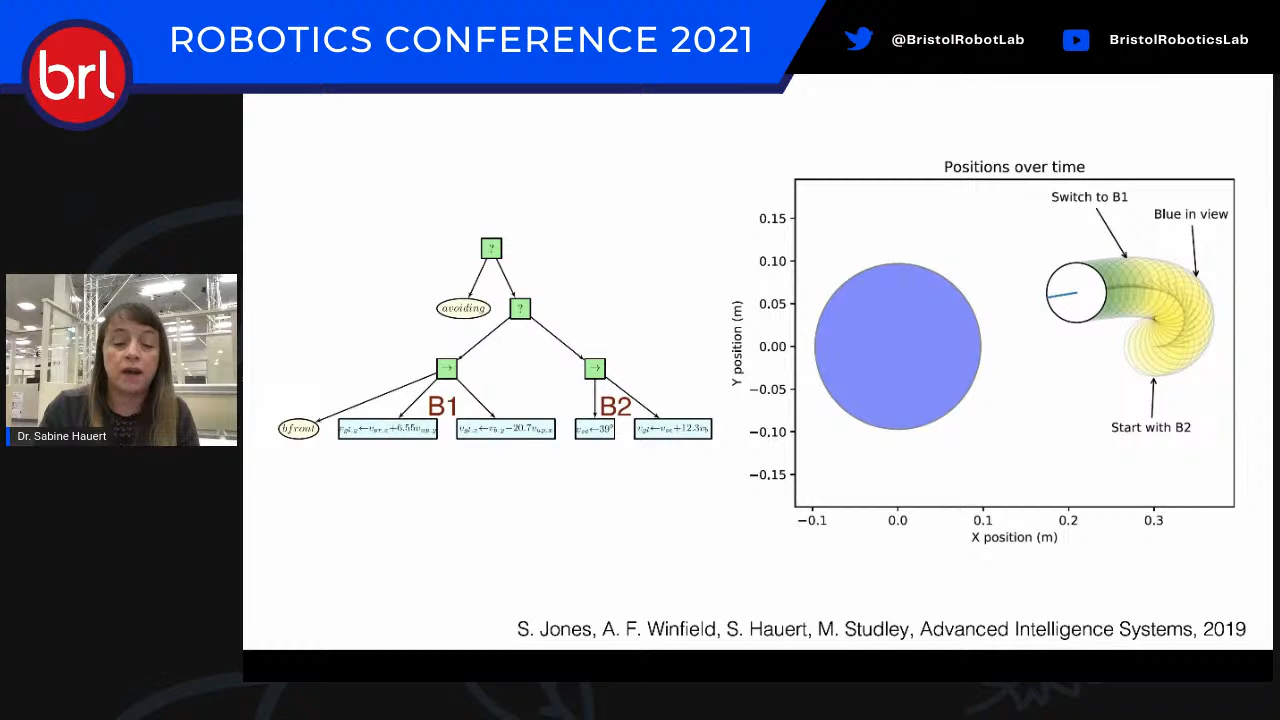 ROBOTICS CONFERENCE 2021
brl
@BristolRobotLab
BristolRoboticsLab
Dr. Sabine Hauert
?
avoiding
?
→
→
B1
B2
bfront
39°
Positions over time
Switch to B1
Blue in view
Start with B2
Y position (m)
0.15
0.10
0.05
0.00
−0.05
−0.10
−0.15
−0.1
0.0
0.1
0.2
0.3
X position (m)
S. Jones, A. F. Winfield, S. Hauert, M. Studley, Advanced Intelligence Systems, 2019